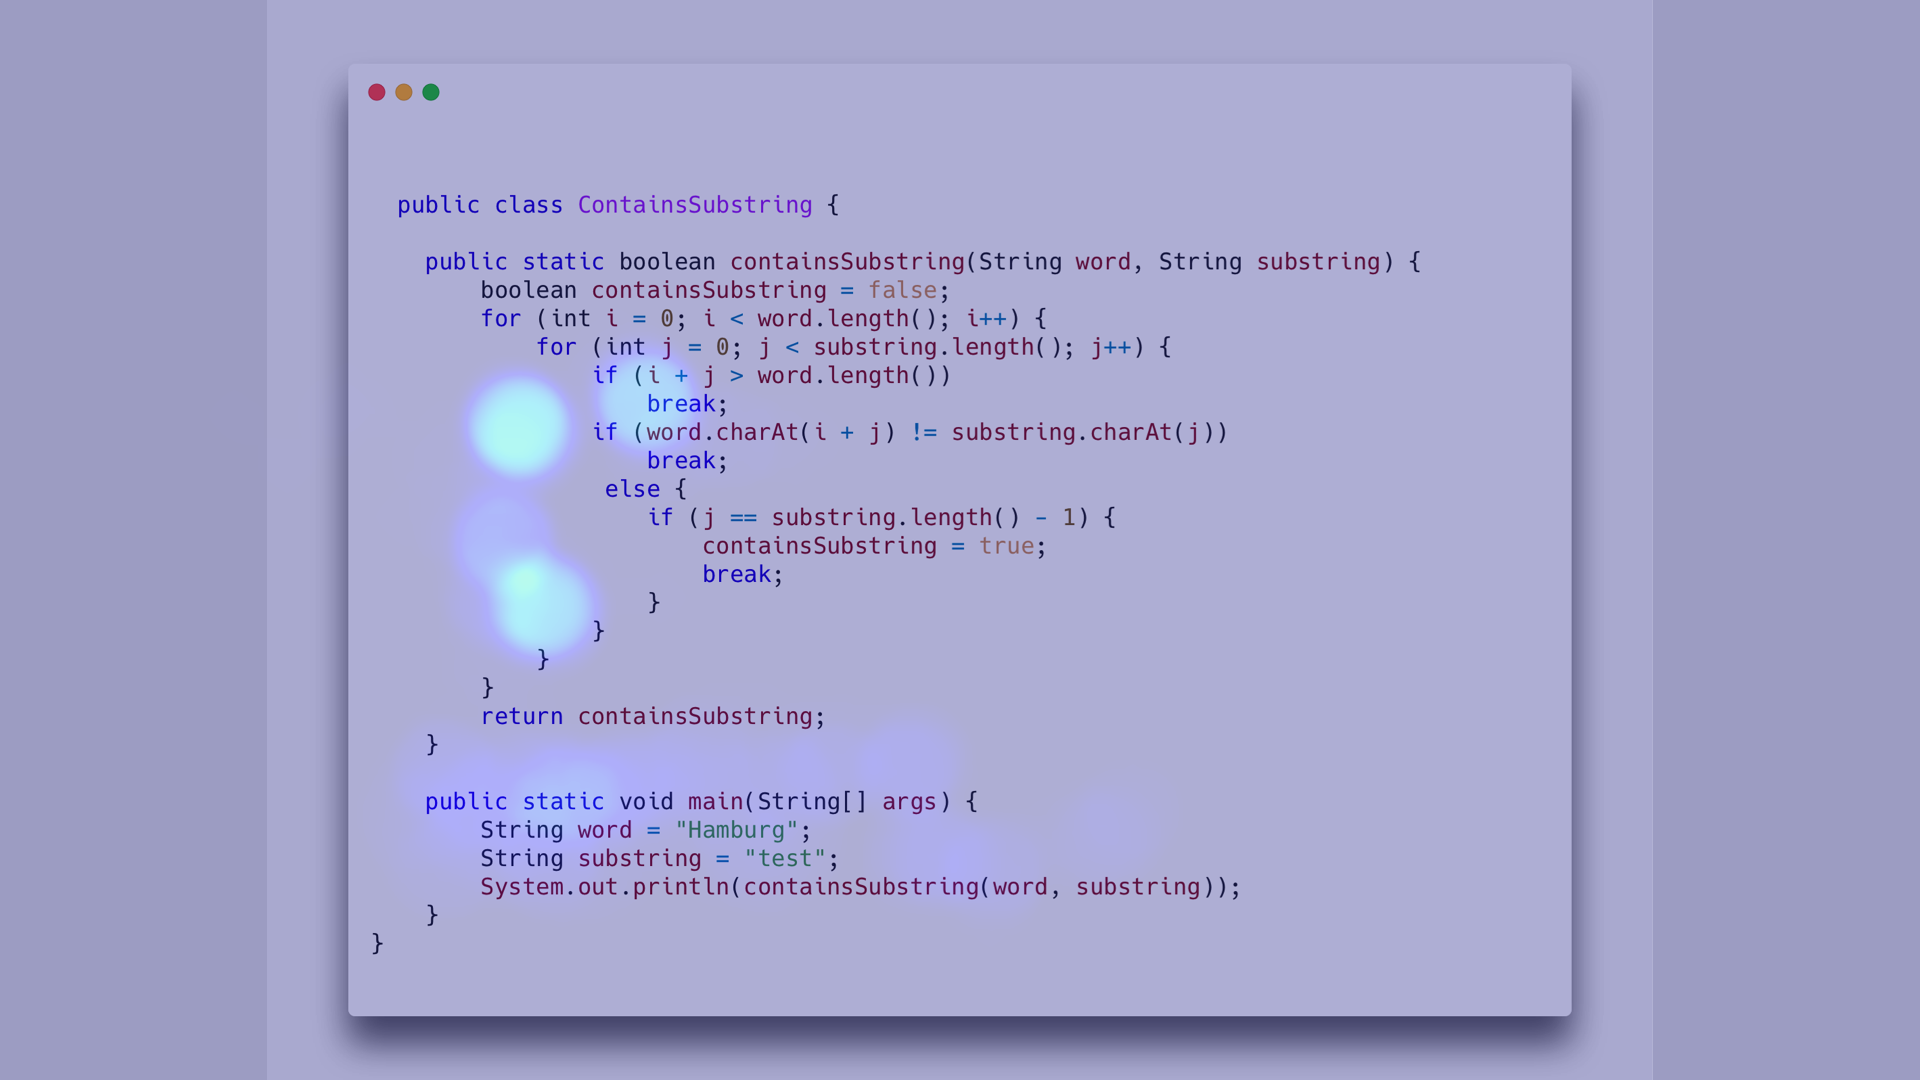 public class ContainsSubstring {
public static boolean containsSubstring(String word, String substring) {
boolean containsSubstring = false;
for (int i = 0; i < word.length(); i++) {
for (int j = 0; j < substring.length(); j++) {
if (i + j > word.length())
break;
if (word.charAt(i + j) != substring.charAt(j))
break;
else {
if (j == substring.length() - 1) {
containsSubstring = true;
break;
}
}
}
}
return containsSubstring;
}
public static void main(String[] args) {
String word = "Hamburg";
String substring = "test";
System.out.println(containsSubstring(word, substring));
}
}